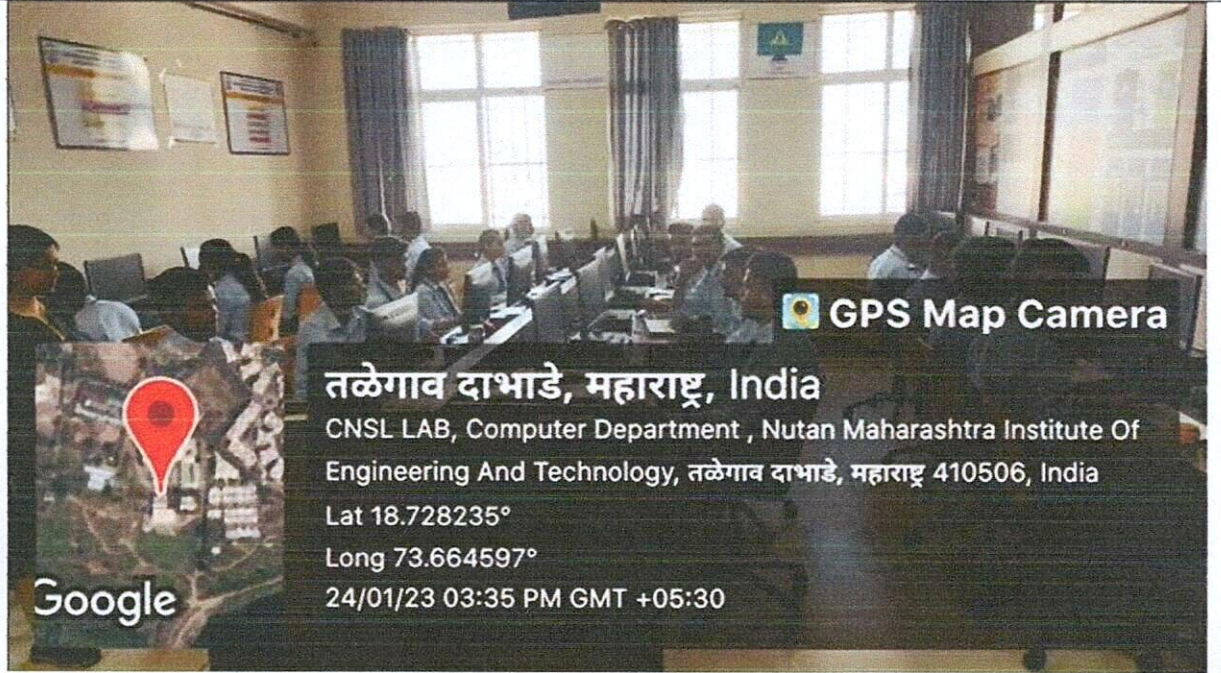 GPS Map Camera
तळेगाव दाभाडे, महाराष्ट्र, India
CNSL LAB, Computer Department , Nutan Maharashtra Institute Of
Engineering And Technology, तळेगाव दाभाडे, महाराष्ट्र 410506, India
Lat 18.728235°
Long 73.664597°
24/01/23 03:35 PM GMT +05:30
Google